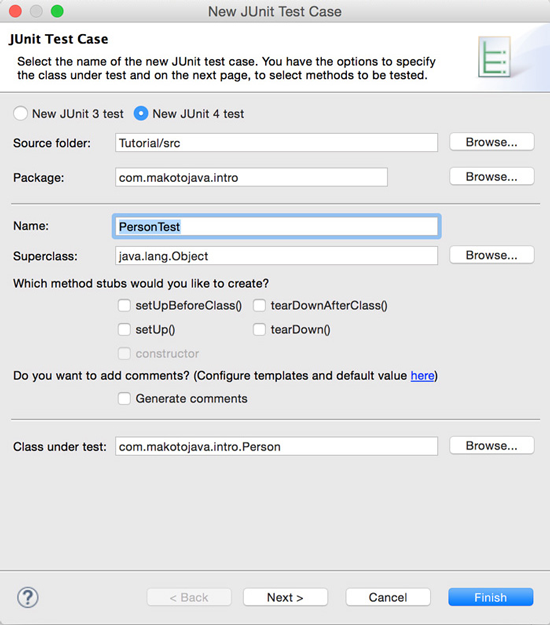 New JUnit Test Case
JUnit Test Case
Select the name of the new JUnit test case. You have the options to specify
the class under test and on the next page, to select methods to be tested.
New JUnit 3 test New JUnit 4 test
Source folder: Tutorial/src Browse...
Package: com.makotojava.intro Browse...
Name: PersonTest
Superclass: java.lang.Object Browse...
Which method stubs would you like to create?
setUpBeforeClass() tearDownAfterClass()
setUp() tearDown()
constructor
Do you want to add comments? (Configure templates and default value here)
Generate comments
Class under test: com.makotojava.intro.Person Browse...
? < Back Next > Cancel Finish